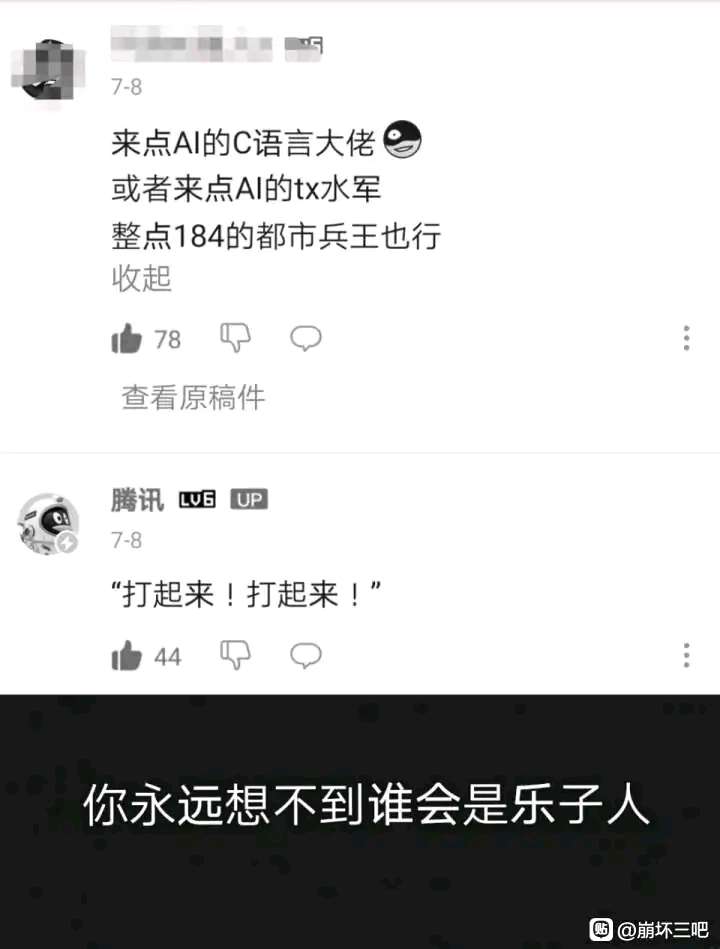 7-8
来点AI的C语言大佬
或者来点AI的tx水军
整点184的都市兵王也行
收起
78
查看原稿件
腾讯 LV6 UP
7-8
“打起来！打起来！”
44
你永远想不到谁会是乐子人
贴 @崩坏三吧